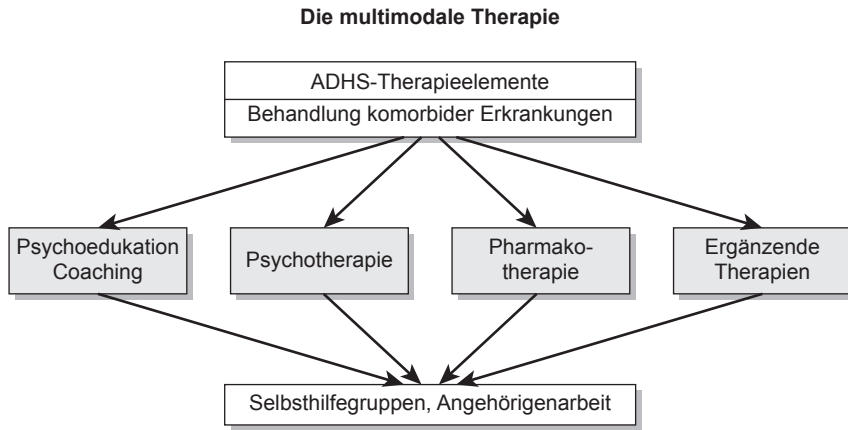 Die multimodale Therapie
ADHS-Therapieelemente
Behandlung komorbider Erkrankungen
Psychoedukation
Coaching
Psychotherapie
Pharmako-
therapie
Ergänzende
Therapien
Selbsthilfegruppen, Angehörigenarbeit